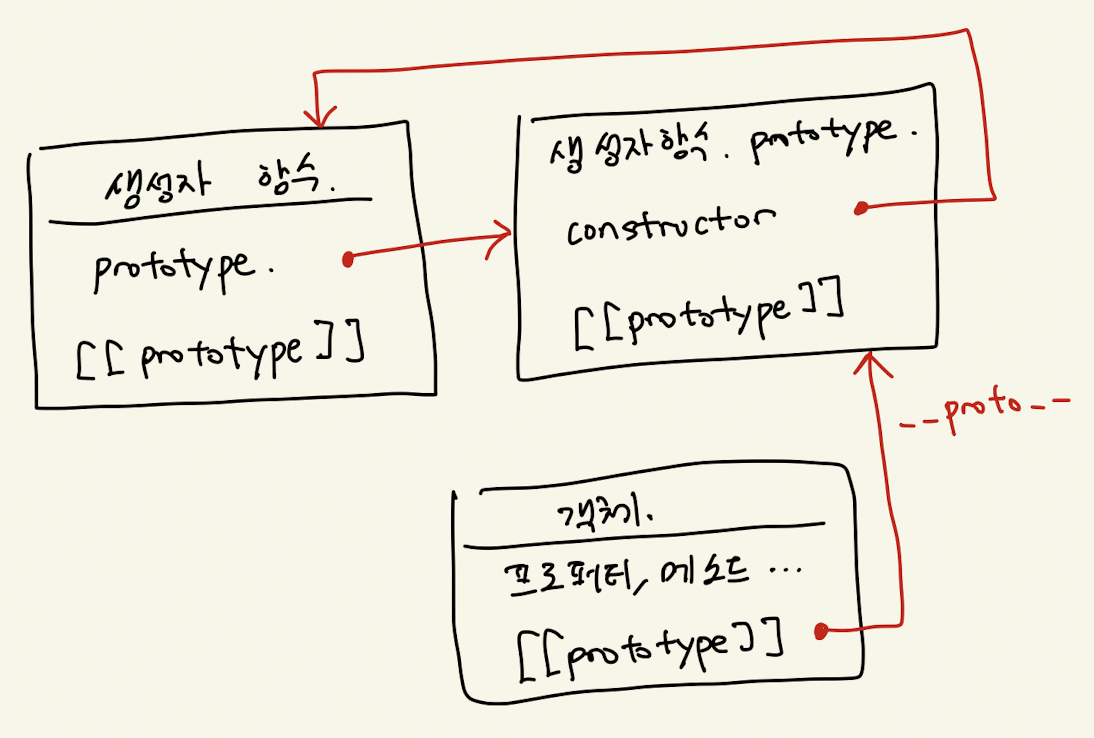 생성자 함수.
prototype.
[[prototype]]
생성자함수. prototype.
constructor
[[prototype]]
__proto__
객체.
프로퍼티, 메소드 ...
[[prototype]]